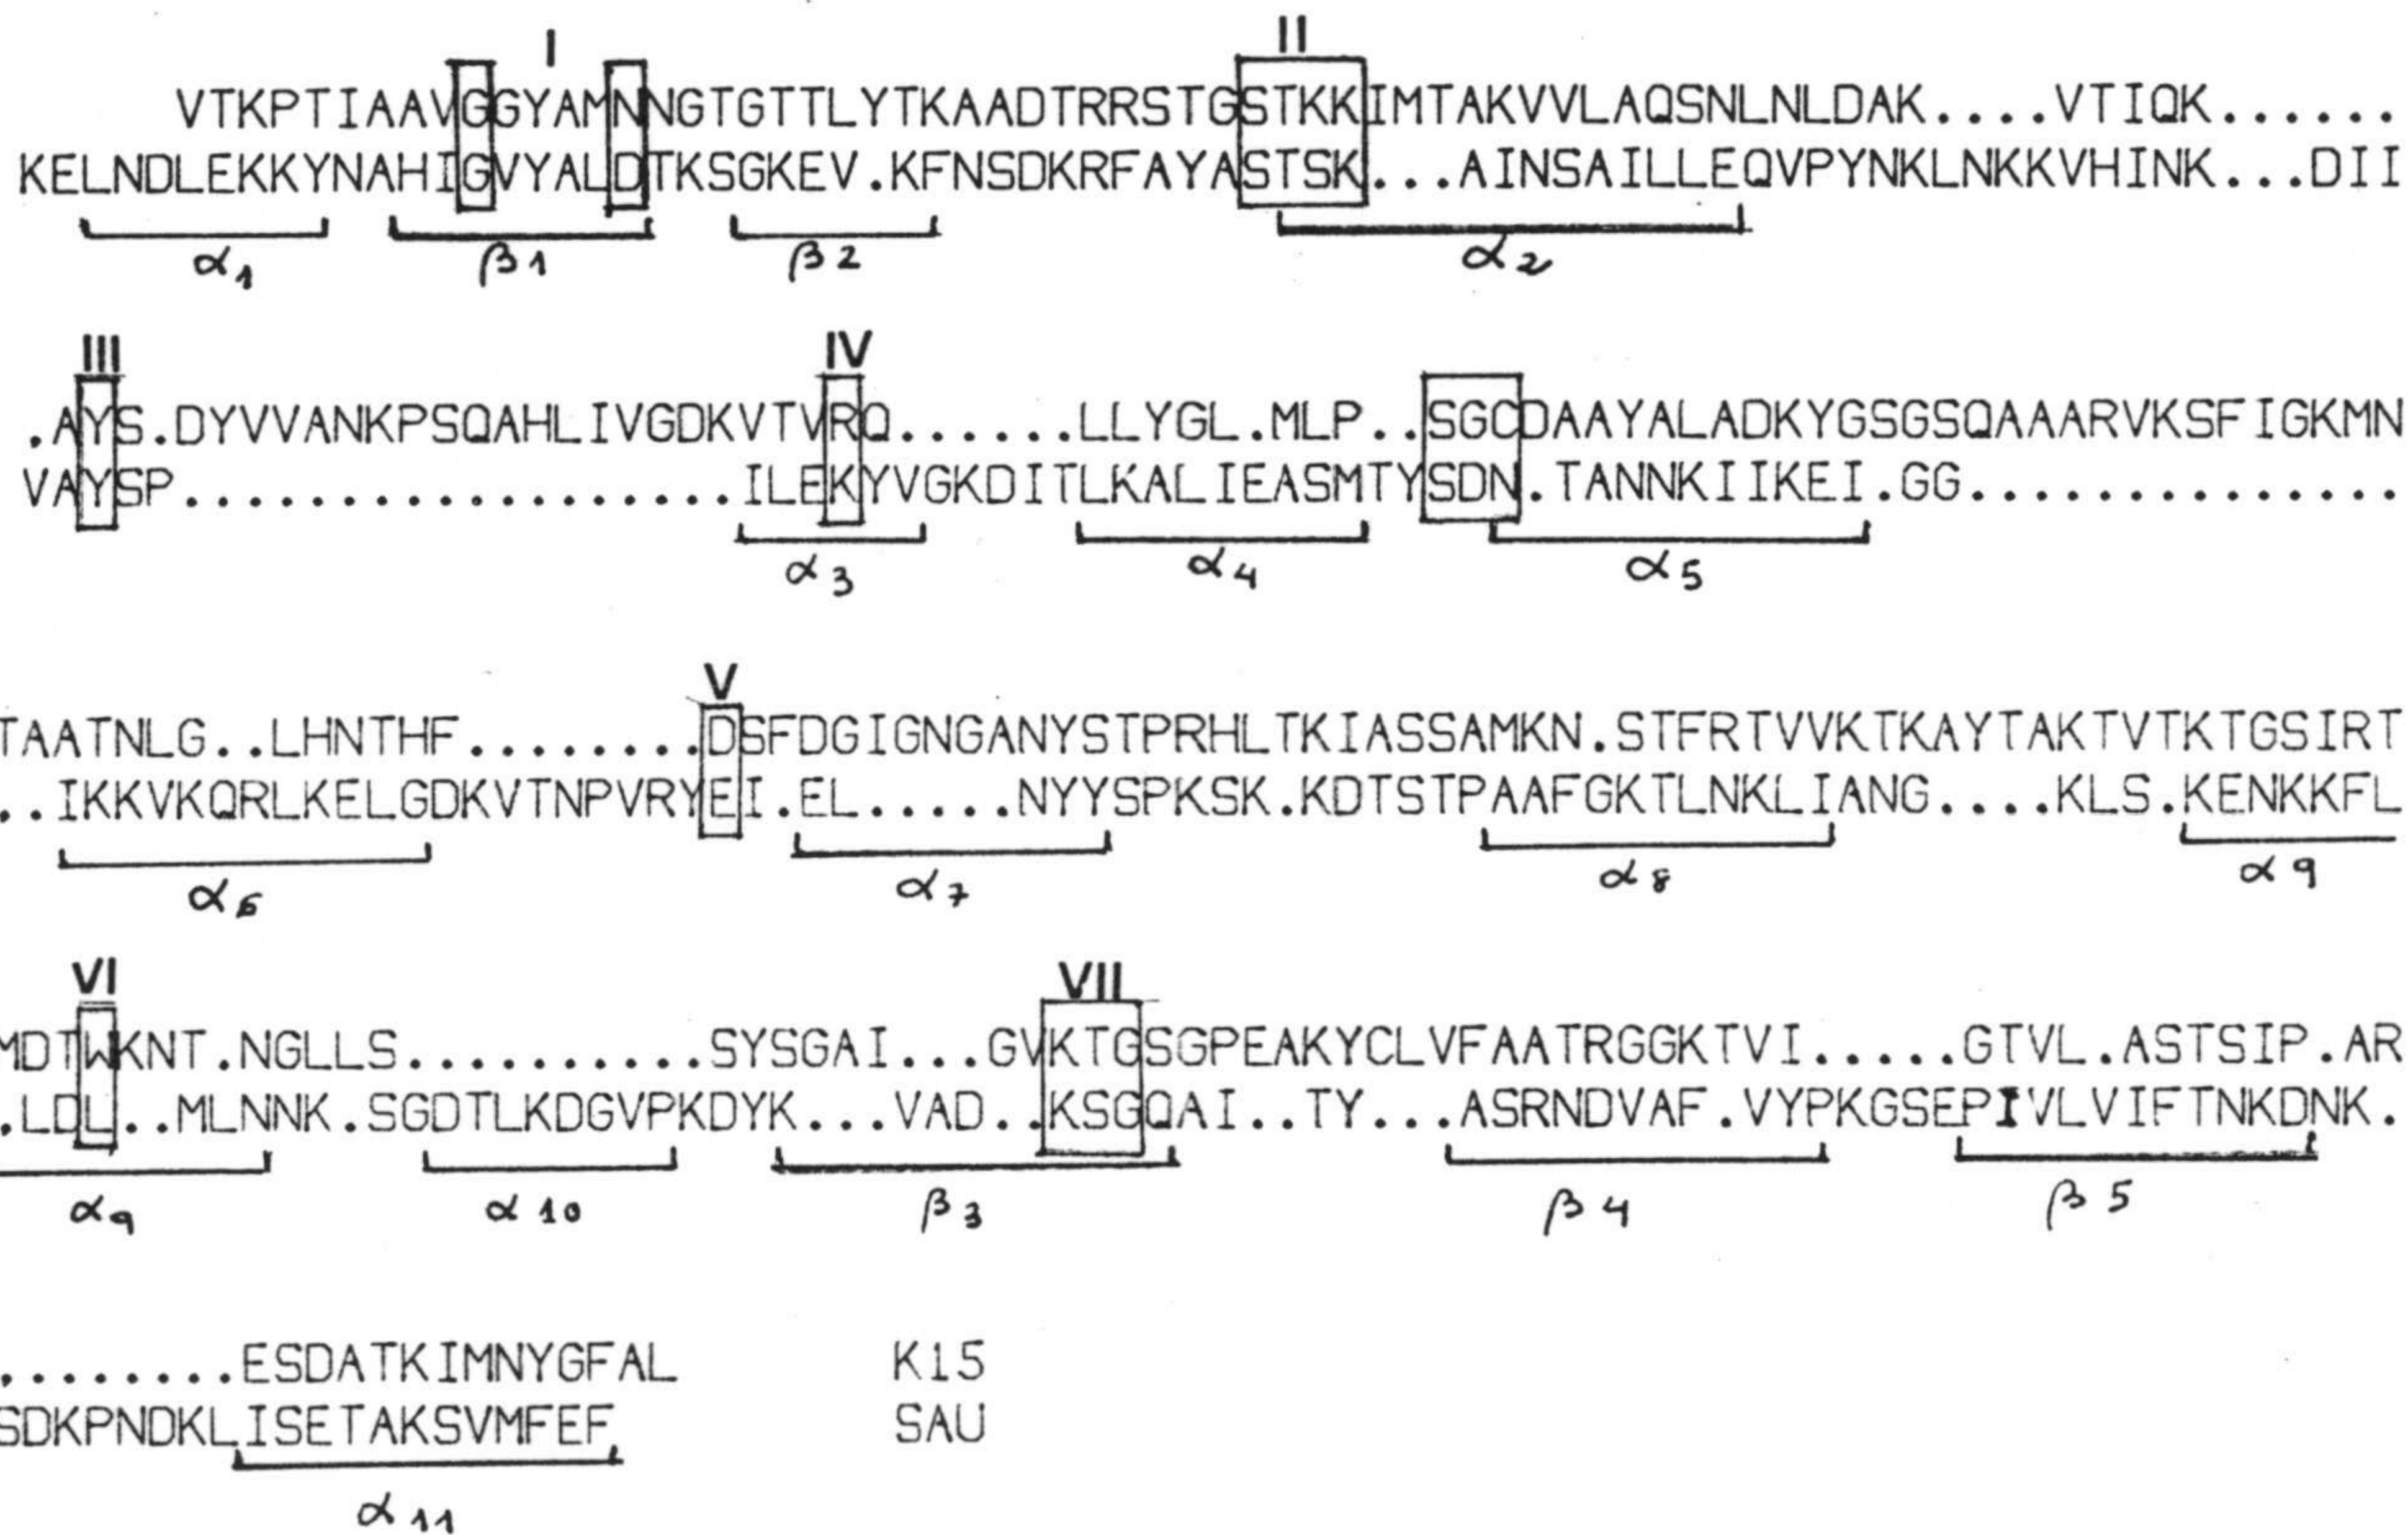 I II
VTKPTIAAVGGYAMNNGTGTTLYTKAADTRRSTGSTKKIMTAKVVLAQSNLNLDAK....VTIQK......
KELNDLEKKYNAHIGVYALDTKSGKEV.KFNSDKRFAYASTSK...AINSAILLEQVPYNKLNKKVHINK...DII
α1 β1 β2 α2
III IV
.AYS.DYVVANKPSQAHLIVGDKVTVRQ......LLYGL.MLP..SGCDAAYALADKYGSGSQAAARVKSFIGKMN
VAYSP.................ILEKYVGKDITLKALIEASMTYSDN.TANNKIIKEI.GG..............
α3 α4 α5
V
TAATNLG..LHNTHF........DSFDGIGNGANYSTPRHLTKIASSAMKN.STFRTVVKTKAYTAKTVTKTGSIRT
..IKKVKQRLKELGDKVTNPVRYEI.EL.....NYYSPKSK.KDTSTPAAFGKTLNKLIANG....KLS.KENKKFL
α6 α7 α8 α9
VI VII
MDTWKNT.NGLLS.........SYSGAI...GVKTGSGPEAKYCLVFAATRGGKTVI.....GTVL.ASTSIP.AR
.LDL..MLNNK.SGDTLKDGVPKDYK...VAD..KSGQAI..TY...ASRNDVAF.VYPKGSEPIVLVIFTNKDNK.
α9 α10 β3 β4 β5
........ESDATKIMNYGFAL K15
SDKPNDKLISETAKSVMFEF SAU
α11